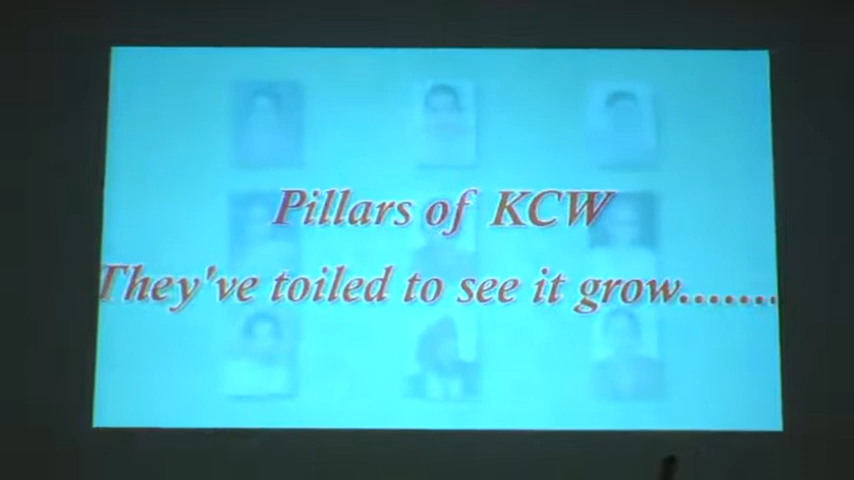 Pillars of KCW
They've toiled to see it grow.......